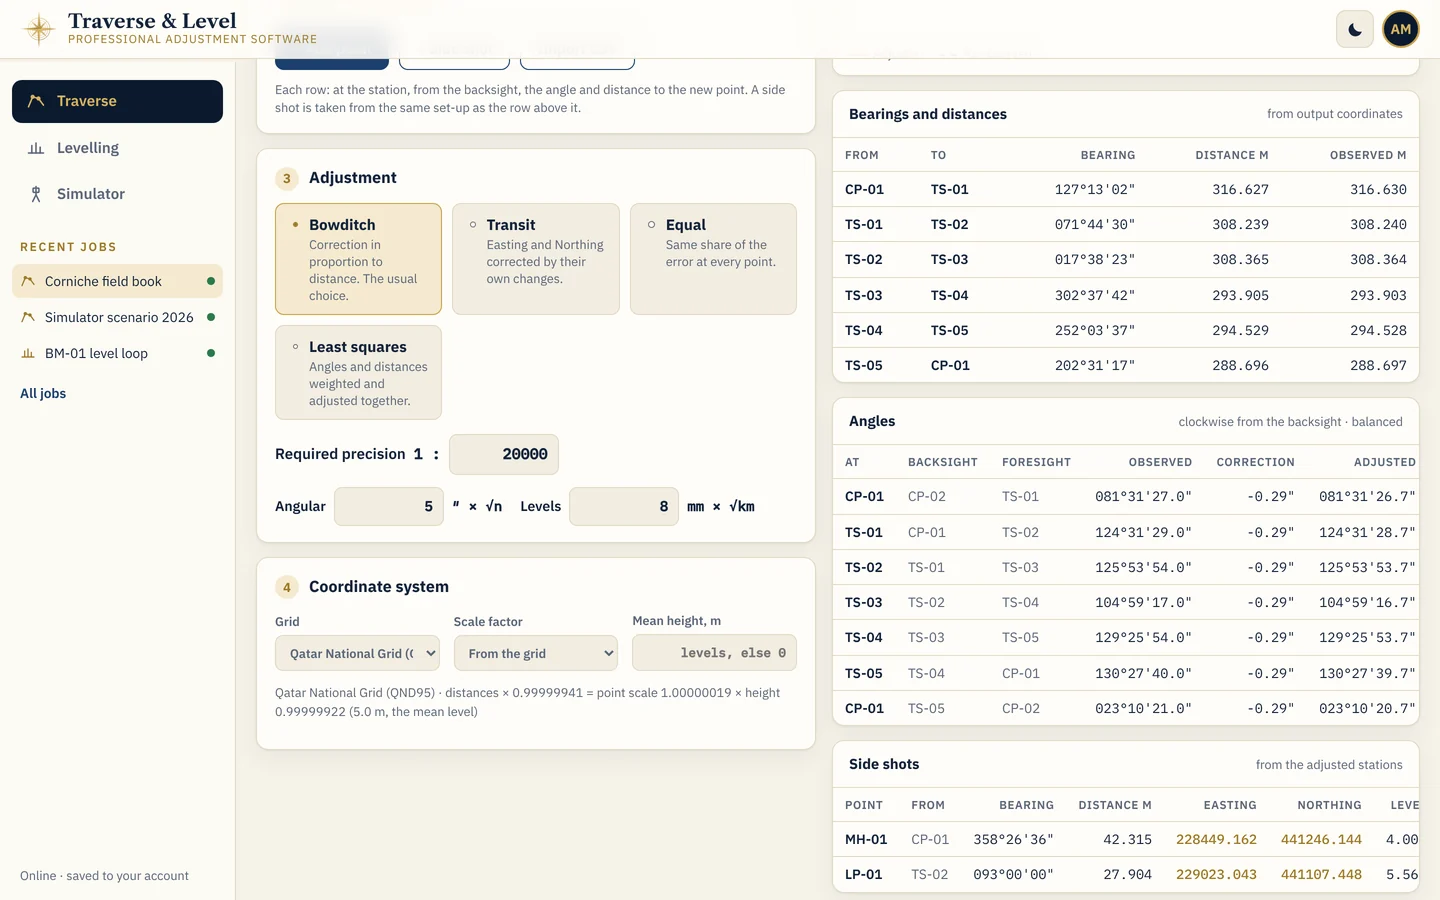 Traverse & Level
PROFESSIONAL ADJUSTMENT SOFTWARE
AM
Traverse
Levelling
Simulator
RECENT JOBS
Corniche field book
Simulator scenario 2026
BM-01 level loop
All jobs
Online · saved to your account
Each row: at the station, from the backsight, the angle and distance to the new point. A side
shot is taken from the same set-up as the row above it.
3 Adjustment
Bowditch
Correction in
proportion to
distance. The usual
choice.
Transit
Easting and Northing
corrected by their
own changes.
Equal
Same share of the
error at every point.
Least squares
Angles and distances
weighted and
adjusted together.
Required precision 1 : 20000
Angular 5 " × √n Levels 8 mm × √km
4 Coordinate system
Grid Scale factor Mean height, m
Qatar National Grid (( From the grid levels, else 0
Qatar National Grid (QND95) · distances × 0.99999941 = point scale 1.00000019 × height
0.99999922 (5.0 m, the mean level)
Bearings and distances from output coordinates
FROM TO BEARING DISTANCE M OBSERVED M
CP-01 TS-01 127°13'02" 316.627 316.630
TS-01 TS-02 071°44'30" 308.239 308.240
TS-02 TS-03 017°38'23" 308.365 308.364
TS-03 TS-04 302°37'42" 293.905 293.903
TS-04 TS-05 252°03'37" 294.529 294.528
TS-05 CP-01 202°31'17" 288.696 288.697
Angles clockwise from the backsight · balanced
AT BACKSIGHT FORESIGHT OBSERVED CORRECTION ADJUSTED
CP-01 CP-02 TS-01 081°31'27.0" -0.29" 081°31'26.7"
TS-01 CP-01 TS-02 124°31'29.0" -0.29" 124°31'28.7"
TS-02 TS-01 TS-03 125°53'54.0" -0.29" 125°53'53.7"
TS-03 TS-02 TS-04 104°59'17.0" -0.29" 104°59'16.7"
TS-04 TS-03 TS-05 129°25'54.0" -0.29" 129°25'53.7"
TS-05 TS-04 CP-01 130°27'40.0" -0.29" 130°27'39.7"
CP-01 TS-05 CP-02 023°10'21.0" -0.29" 023°10'20.7"
Side shots from the adjusted stations
POINT FROM BEARING DISTANCE M EASTING NORTHING LEVE
MH-01 CP-01 358°26'36" 42.315 228449.162 441246.144 4.00
LP-01 TS-02 093°00'00" 27.904 229023.043 441107.448 5.56